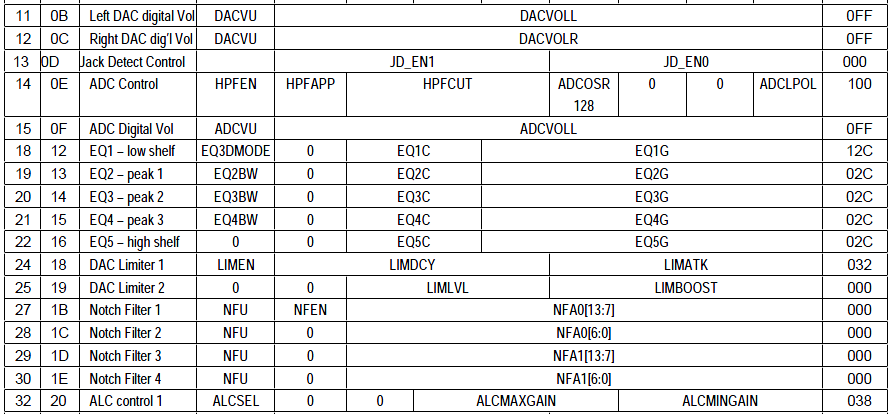 11 0B Left DAC digital Vol DACVU DACVOLL 0FF
12 0C Right DAC dig'l Vol DACVU DACVOLR 0FF
13 0D Jack Detect Control JD_EN1 JD_EN0 000
14 0E ADC Control HPFEN HPFAPP HPFCUT ADCOSR 0 0 ADCLPOL 100
128
15 0F ADC Digital Vol ADCVU ADCVOLL 0FF
18 12 EQ1 – low shelf EQ3DMODE 0 EQ1C EQ1G 12C
19 13 EQ2 – peak 1 EQ2BW 0 EQ2C EQ2G 02C
20 14 EQ3 – peak 2 EQ3BW 0 EQ3C EQ3G 02C
21 15 EQ4 – peak 3 EQ4BW 0 EQ4C EQ4G 02C
22 16 EQ5 – high shelf 0 0 EQ5C EQ5G 02C
24 18 DAC Limiter 1 LIMEN LIMDCY LIMATK 032
25 19 DAC Limiter 2 0 0 LIMLVL LIMBOOST 000
27 1B Notch Filter 1 NFU NFEN NFA0[13:7] 000
28 1C Notch Filter 2 NFU 0 NFA0[6:0] 000
29 1D Notch Filter 3 NFU 0 NFA1[13:7] 000
30 1E Notch Filter 4 NFU 0 NFA1[6:0] 000
32 20 ALC control 1 ALCSEL 0 0 ALCMAXGAIN ALCMINGAIN 038